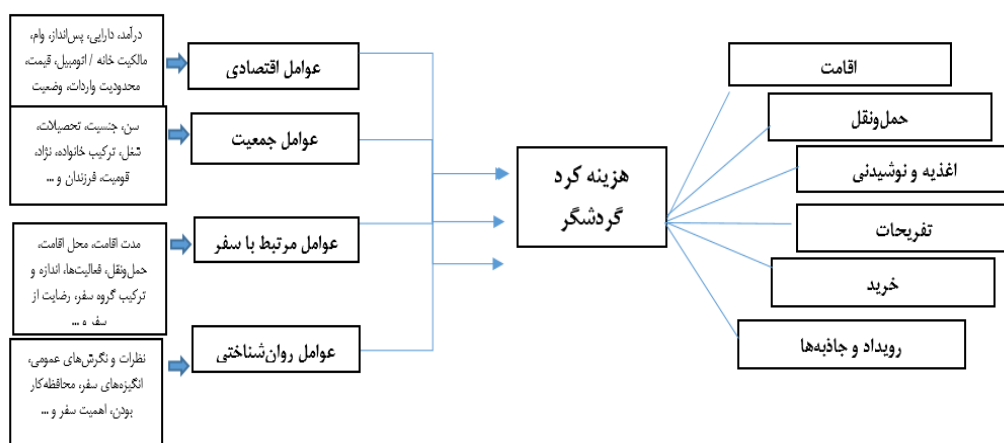 درآمد، دارایی، پس‌انداز، وام،
مالکیت خانه / اتومبیل، قیمت،
محدودیت واردات، وضعیت
عوامل اقتصادی
سن، جنسیت، تحصیلات،
شغل، ترکیب خانواده، نژاد،
قومیت، فرزندان و ...
عوامل جمعیت
مدت اقامت، محل اقامت،
حمل‌ونقل، فعالیت‌ها، اندازه و
ترکیب گروه سفر، رضایت از
سفر و ...
عوامل مرتبط با سفر
نظرات و نگرش‌های عمومی،
انگیزه‌های سفر، محافظه‌کار
بودن، اهمیت سفر و ...
عوامل روان‌شناختی
هزینه کرد
گردشگر
اقامت
حمل‌ونقل
اغذیه و نوشیدنی
تفریحات
خرید
رویداد و جاذبه‌ها